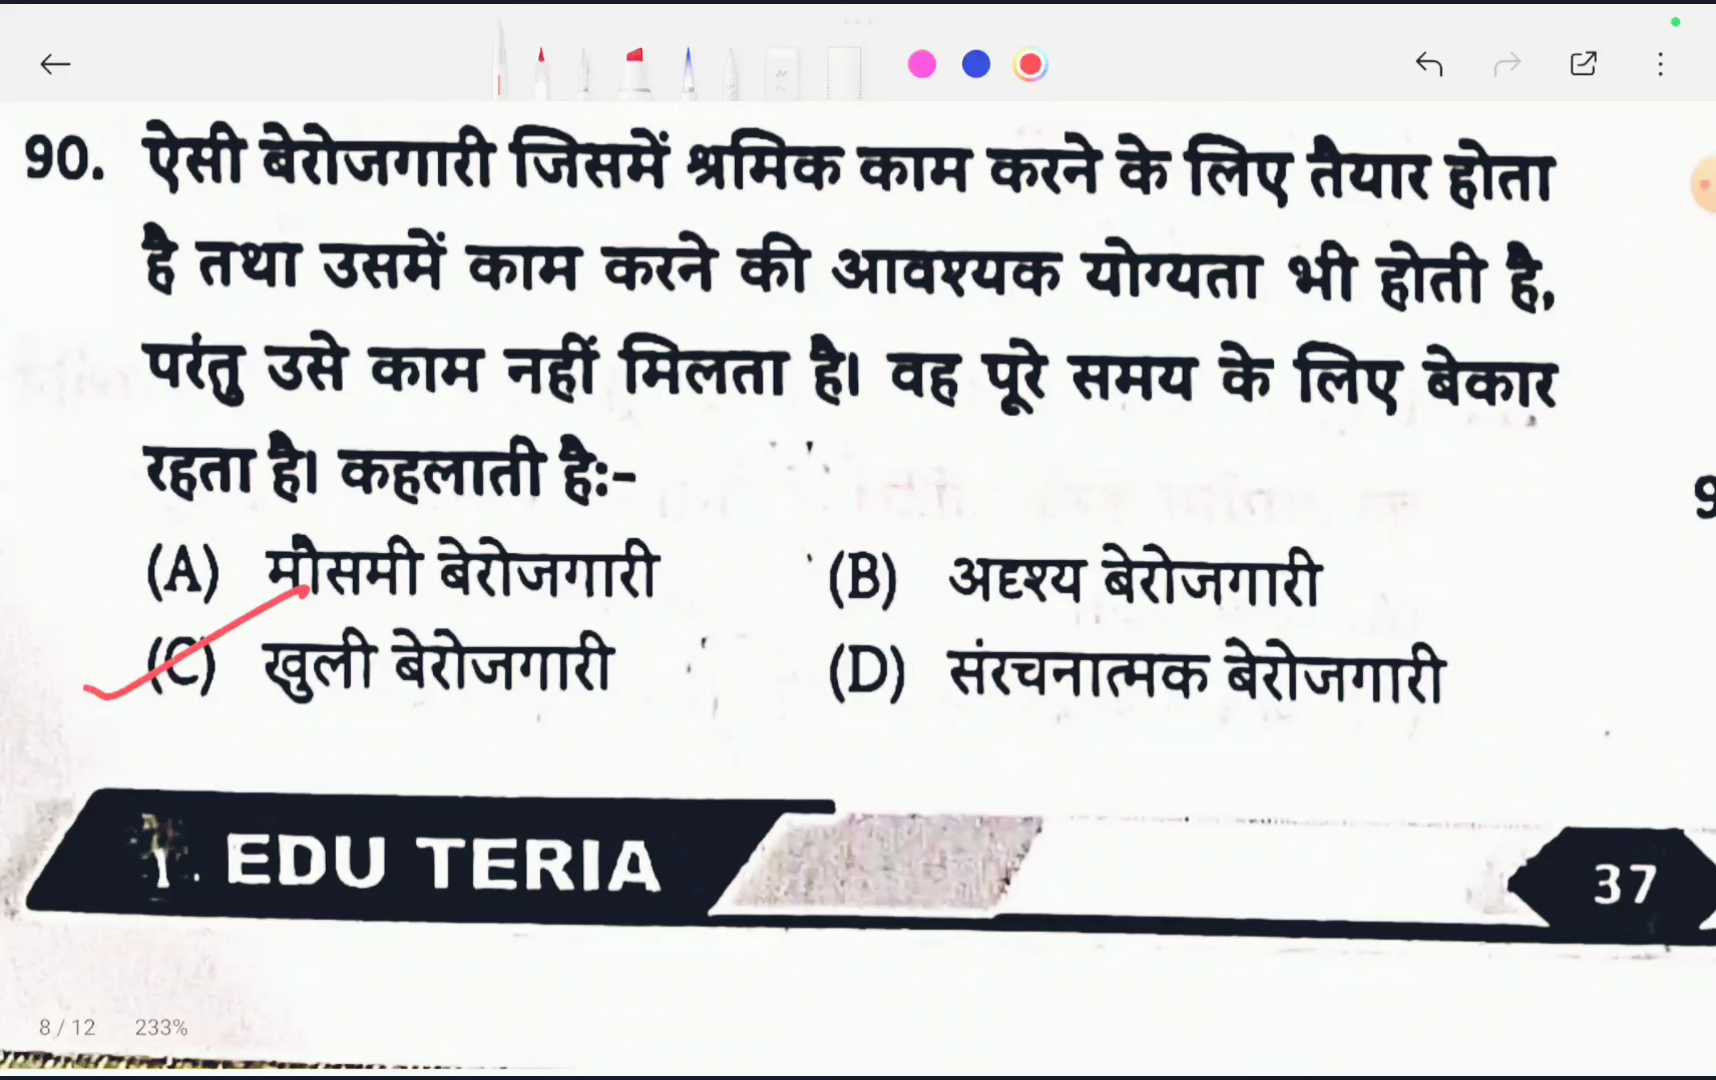 90. ऐसी बेरोजगारी जिसमें श्रमिक काम करने के लिए तैयार होता
है तथा उसमें काम करने की आवश्यक योग्यता भी होती है,
परंतु उसे काम नहीं मिलता है। वह पूरे समय के लिए बेकार
रहता है। कहलाती है:-
(A) मौसमी बेरोजगारी (B) अदृश्य बेरोजगारी
(C) खुली बेरोजगारी (D) संरचनात्मक बेरोजगारी
9
EDU TERIA
37
8 / 12 233%